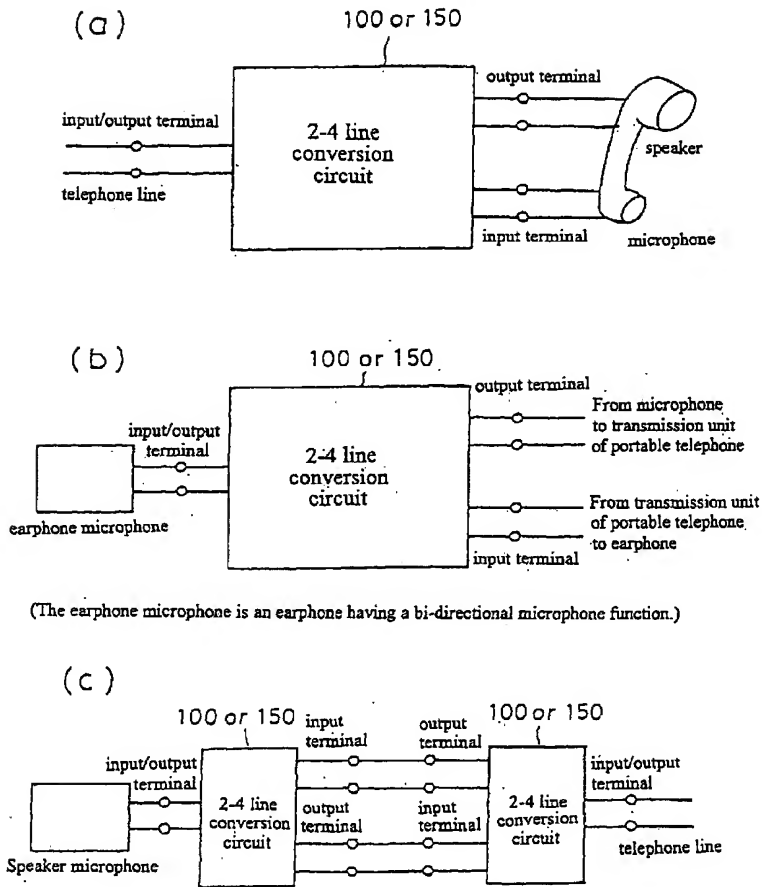 (a)
100 or 150
output terminal
input/output terminal
2-4 line
conversion
circuit
speaker
telephone line
input terminal
microphone
(b)
100 or 150
output terminal
From microphone
to transmission unit
of portable telephone
input/output
terminal
2-4 line
conversion
circuit
From transmission unit
of portable telephone
to earphone
earphone microphone
input terminal
(The earphone microphone is an earphone having a bi-directional microphone function.)
(c)
100 or 150
input
terminal
output
terminal
100 or 150
input/output
terminal
input/output
terminal
2-4 line
conversion
circuit
output
terminal
input
terminal
2-4 line
conversion
circuit
Speaker microphone
telephone line